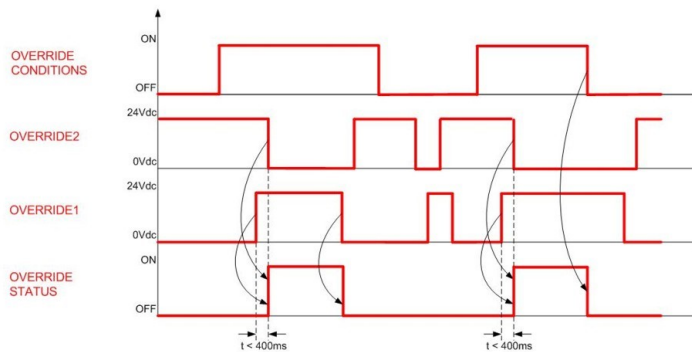 ON
OVERRIDE
CONDITIONS
OFF
24Vdc
OVERRIDE2
0Vdc
24Vdc
OVERRIDE1
0Vdc
ON
OVERRIDE
STATUS
OFF
t < 400ms
t < 400ms